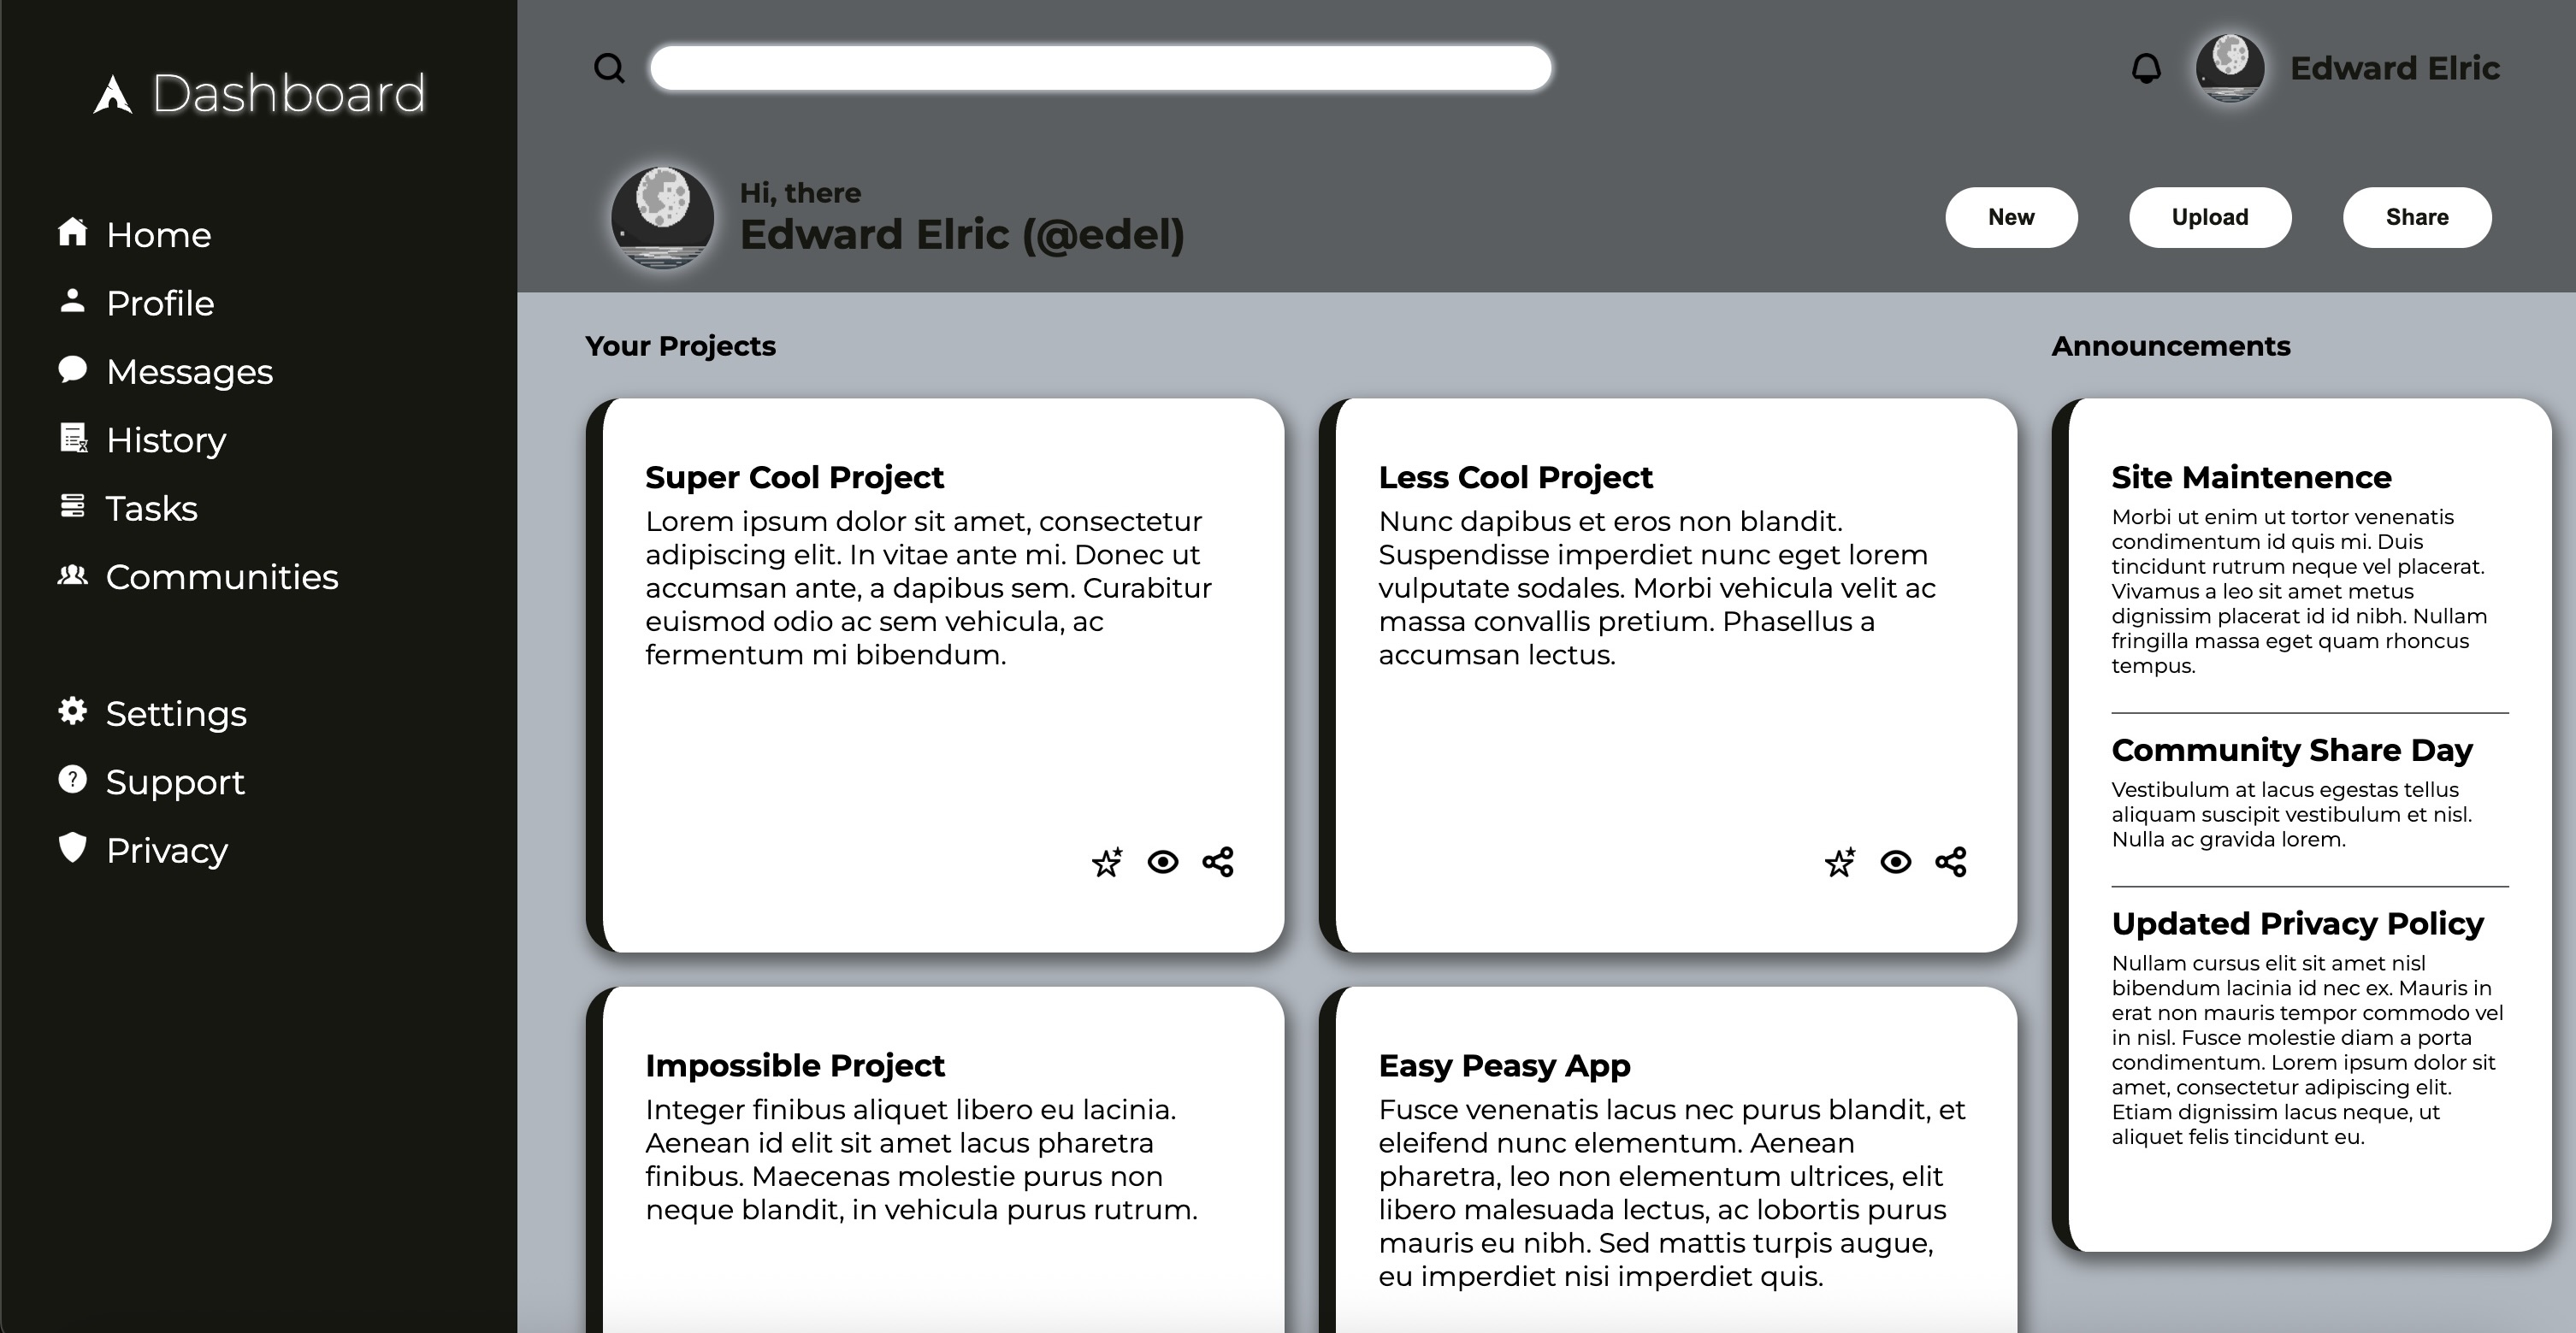 Dashboard
Home
Profile
Messages
History
Tasks
Communities
Settings
Support
Privacy
Edward Elric
Hi, there
Edward Elric (@edel)
New
Upload
Share
Your Projects
Super Cool Project
Lorem ipsum dolor sit amet, consectetur
adipiscing elit. In vitae ante mi. Donec ut
accumsan ante, a dapibus sem. Curabitur
euismod odio ac sem vehicula, ac
fermentum mi bibendum.
Less Cool Project
Nunc dapibus et eros non blandit.
Suspendisse imperdiet nunc eget lorem
vulputate sodales. Morbi vehicula velit ac
massa convallis pretium. Phasellus a
accumsan lectus.
Impossible Project
Integer finibus aliquet libero eu lacinia.
Aenean id elit sit amet lacus pharetra
finibus. Maecenas molestie purus non
neque blandit, in vehicula purus rutrum.
Easy Peasy App
Fusce venenatis lacus nec purus blandit, et
eleifend nunc elementum. Aenean
pharetra, leo non elementum ultrices, elit
libero malesuada lectus, ac lobortis purus
mauris eu nibh. Sed mattis turpis augue,
eu imperdiet nisi imperdiet quis.
Announcements
Site Maintenence
Morbi ut enim ut tortor venenatis
condimentum id quis mi. Duis
tincidunt rutrum neque vel placerat.
Vivamus a leo sit amet metus
dignissim placerat id id nibh. Nullam
fringilla massa eget quam rhoncus
tempus.
Community Share Day
Vestibulum at lacus egestas tellus
aliquam suscipit vestibulum et nisl.
Nulla ac gravida lorem.
Updated Privacy Policy
Nullam cursus elit sit amet nisl
bibendum lacinia id nec ex. Mauris in
erat non mauris tempor commodo vel
in nisl. Fusce molestie diam a porta
condimentum. Lorem ipsum dolor sit
amet, consectetur adipiscing elit.
Etiam dignissim lacus neque, ut
aliquet felis tincidunt eu.